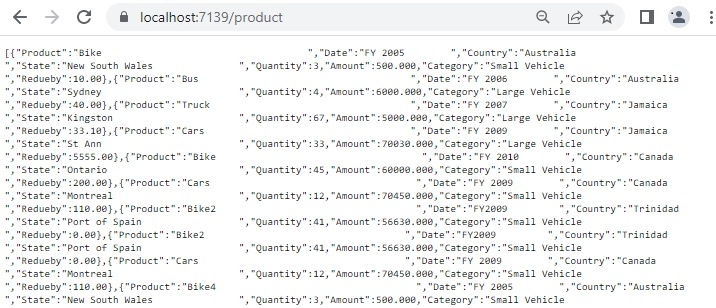 localhost:7139/product
[{"Product":"Bike ","Date":"FY 2005 ","Country":"Australia
","State":"New South Wales ","Quantity":3,"Amount":500.000,"Category":"Small Vehicle
","Redueby":10.00},{"Product":"Bus ","Date":"FY 2006 ","Country":"Australia
","State":"Sydney ","Quantity":4,"Amount":6000.000,"Category":"Large Vehicle
","Redueby":40.00},{"Product":"Truck ","Date":"FY 2007 ","Country":"Jamaica
","State":"Kingston ","Quantity":67,"Amount":5000.000,"Category":"Large Vehicle
","Redueby":33.10},{"Product":"Cars ","Date":"FY 2009 ","Country":"Jamaica
","State":"St Ann ","Quantity":33,"Amount":70030.000,"Category":"Large Vehicle
","Redueby":5555.00},{"Product":"Bike ","Date":"FY 2010 ","Country":"Canada
","State":"Ontario ","Quantity":45,"Amount":60000.000,"Category":"Small Vehicle
","Redueby":200.00},{"Product":"Cars ","Date":"FY 2009 ","Country":"Canada
","State":"Montreal ","Quantity":12,"Amount":70450.000,"Category":"Small Vehicle
","Redueby":110.00},{"Product":"Bike2 ","Date":"FY2009 ","Country":"Trinidad
","State":"Port of Spain ","Quantity":41,"Amount":56630.000,"Category":"Small Vehicle
","Redueby":0.00},{"Product":"Bike2 ","Date":"FY2009 ","Country":"Trinidad
","State":"Port of Spain ","Quantity":41,"Amount":56630.000,"Category":"Small Vehicle
","Redueby":0.00},{"Product":"Cars ","Date":"FY 2009 ","Country":"Canada
","State":"Montreal ","Quantity":12,"Amount":70450.000,"Category":"Small Vehicle
","Redueby":110.00},{"Product":"Bike4 ","Date":"FY 2005 ","Country":"Australia
","State":"New South Wales ","Quantity":3,"Amount":500.000,"Category":"Small Vehicle